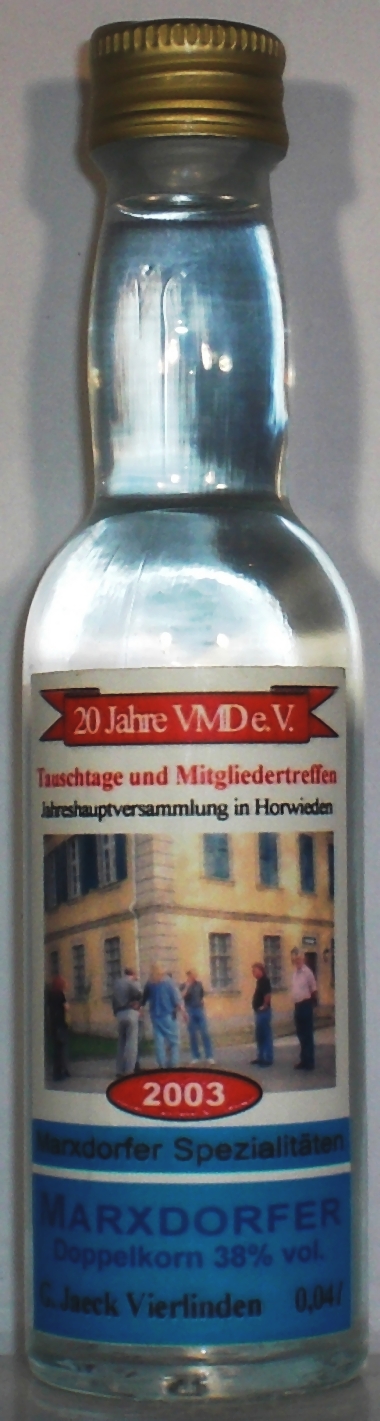 20 Jahre VMD e.V.
Tauschtage und Mitgliedertreffen
Jahreshauptversammlung in Horwieden
2003
Marxdorfer Spezialitäten
MARXDORFER
Doppelkorn 38% vol.
G. Jaeck Vierlinden 0,04l